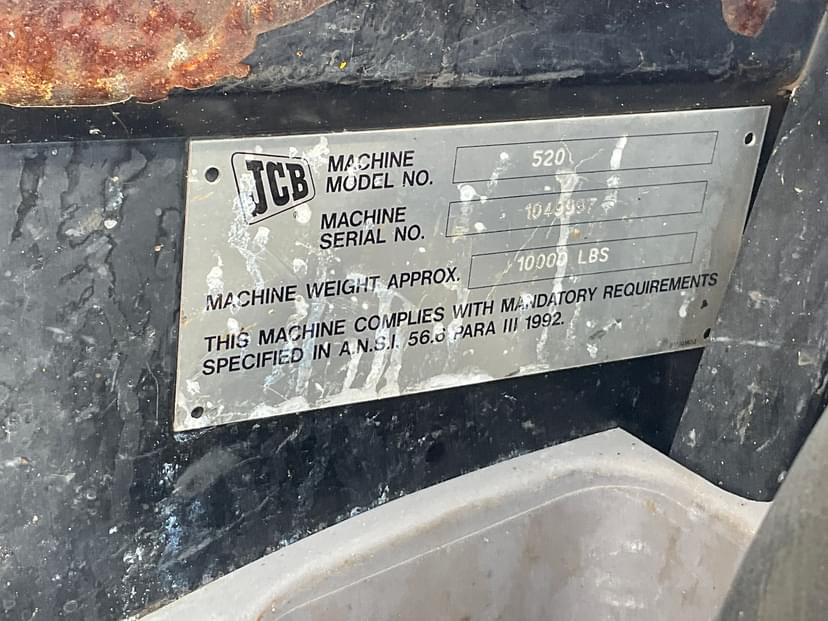 JCB
MACHINE MODEL NO. 520
MACHINE SERIAL NO. 1049997
MACHINE WEIGHT APPROX. 10000 LBS
THIS MACHINE COMPLIES WITH MANDATORY REQUIREMENTS
SPECIFIED IN A.N.S.I. 56.6 PARA III 1992.